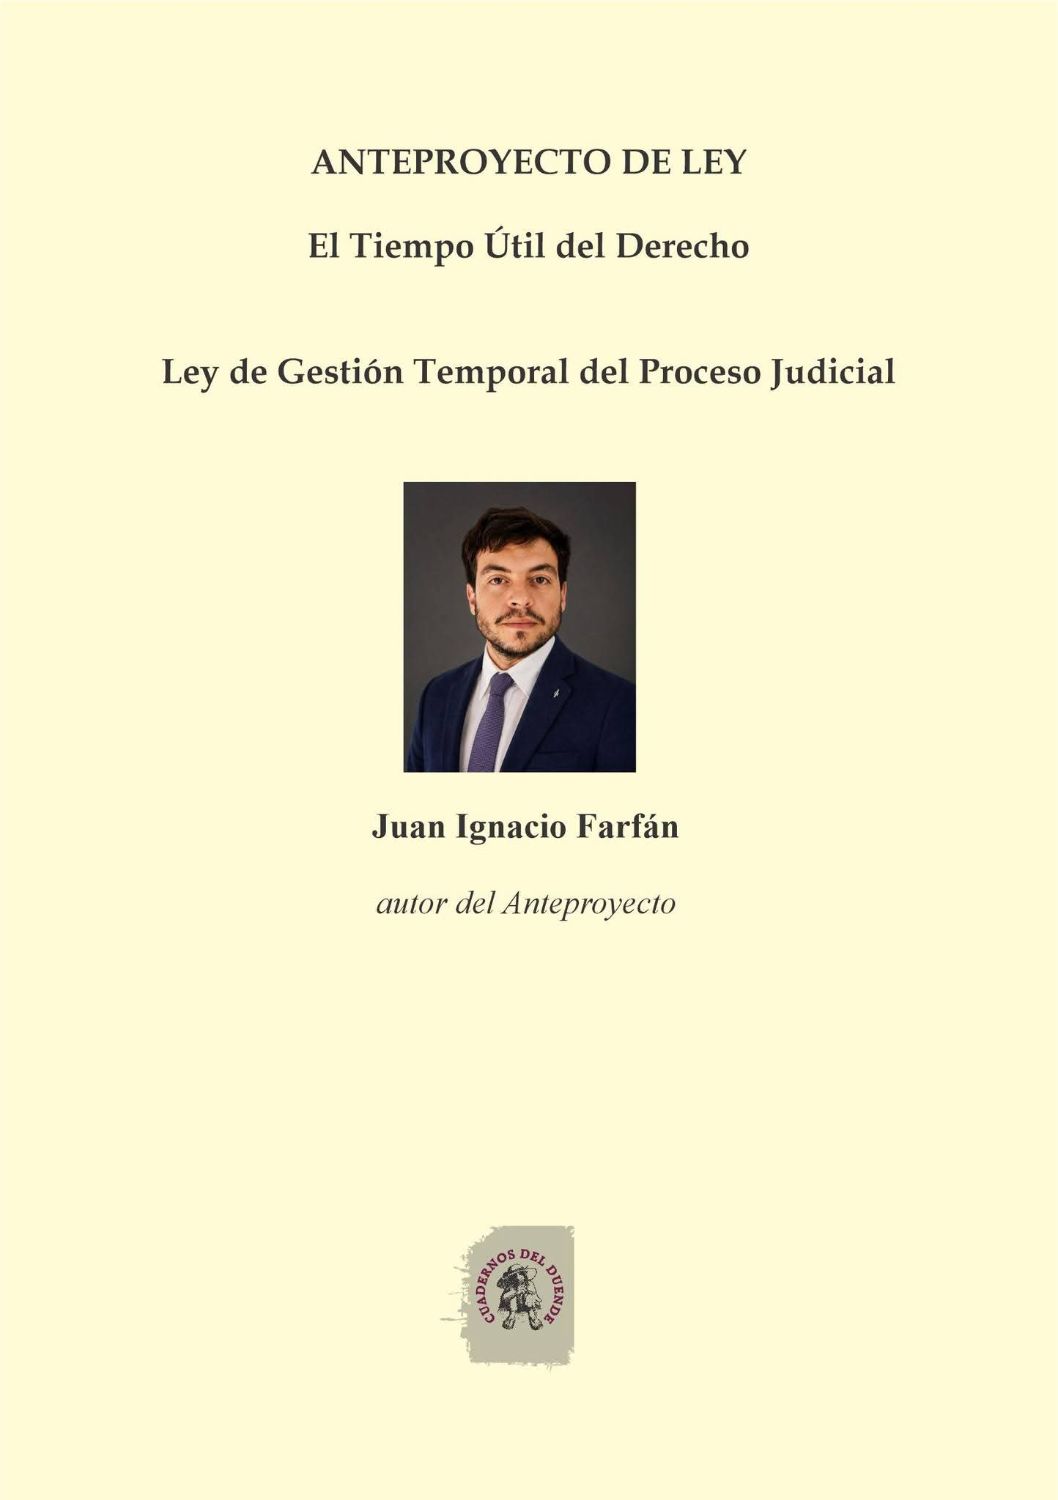 ANTEPROYECTO DE LEY
El Tiempo Útil del Derecho
Ley de Gestión Temporal del Proceso Judicial
Juan Ignacio Farfán
autor del Anteproyecto
CUADERNOS DEL DUENDE